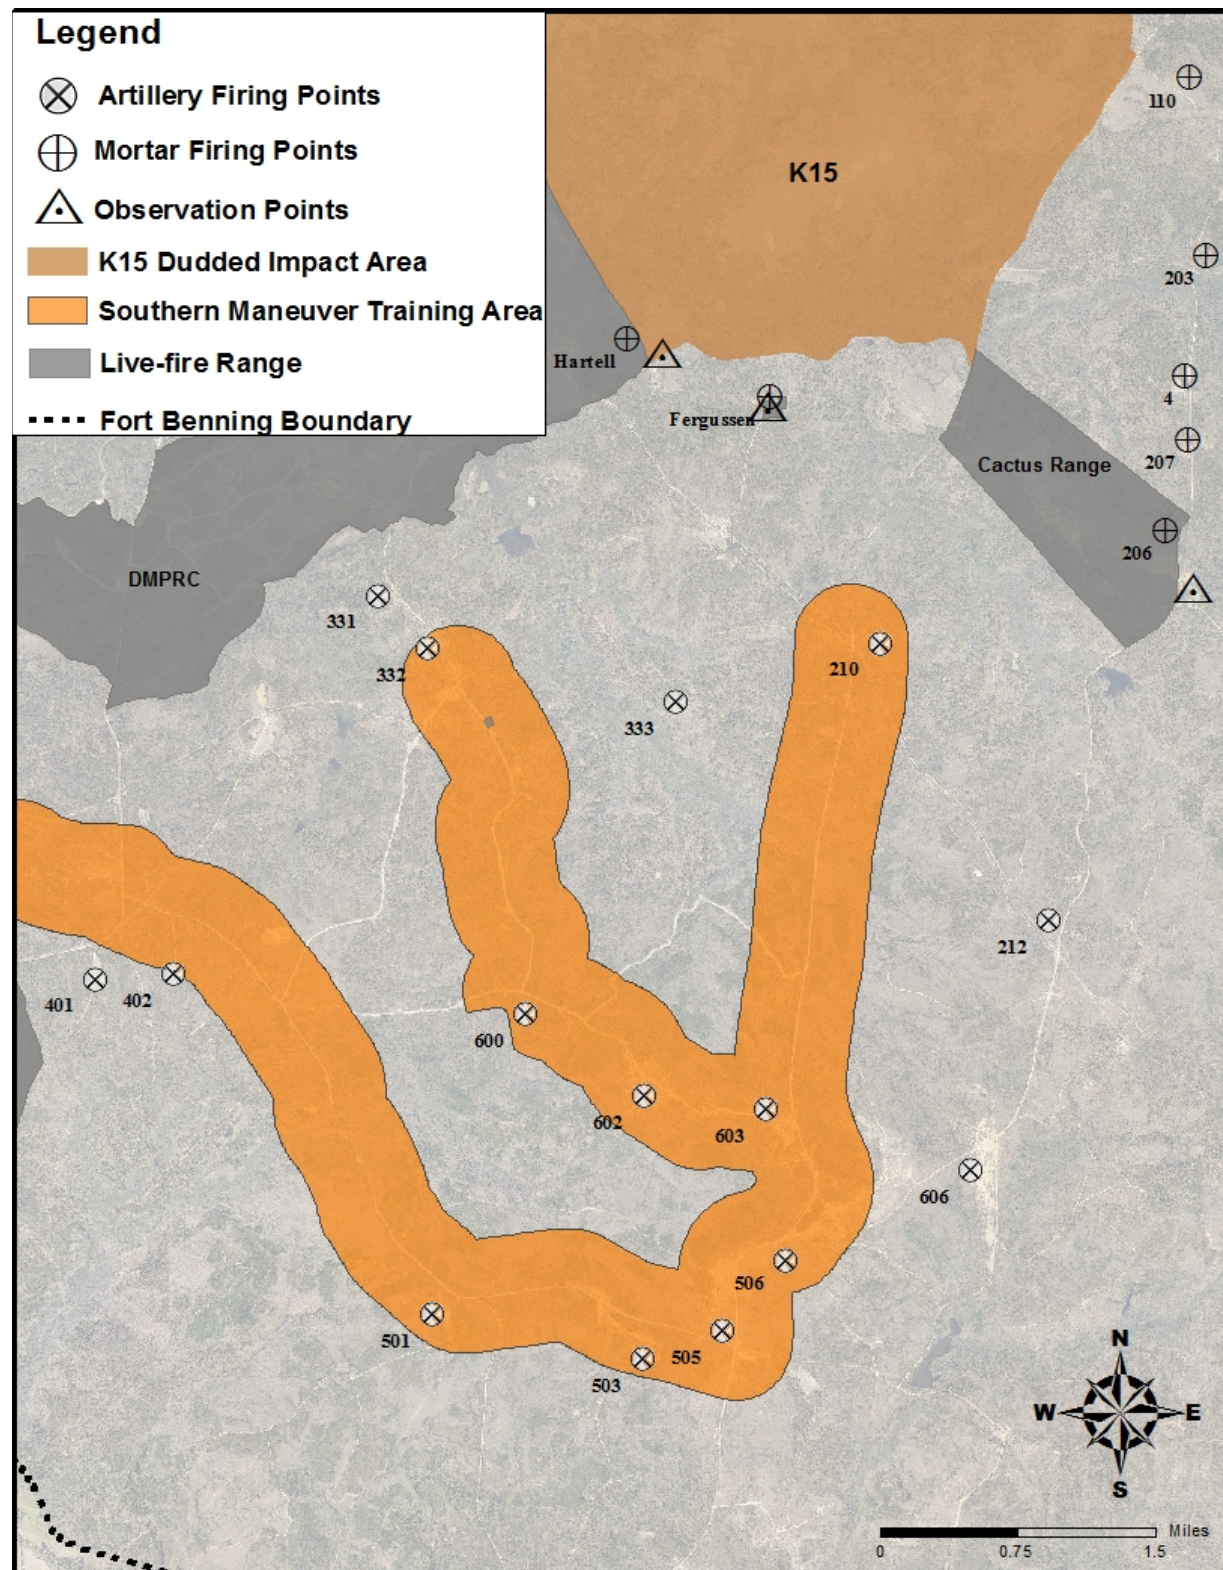 Legend
Artillery Firing Points
Mortar Firing Points
Observation Points
K15 Dudded Impact Area
Southern Maneuver Training Area
Live-fire Range
Fort Benning Boundary
K15
110
203
Hartell
4
Fergussen
207
Cactus Range
206
DMPRC
331
332
210
333
212
401
402
600
602
603
606
506
501
505
503
N
W
E
S
Miles
0
0.75
1.5